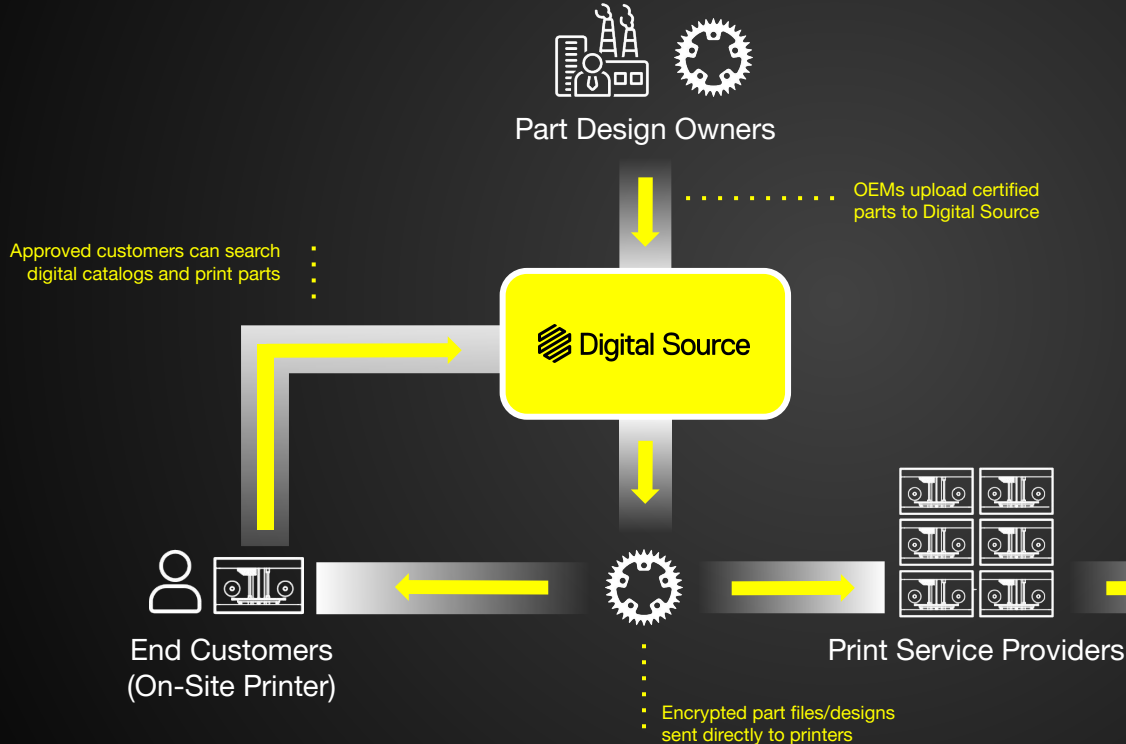 Part Design Owners
OEMs upload certified
parts to Digital Source
Approved customers can search
digital catalogs and print parts
Digital Source
End Customers
(On-Site Printer)
Print Service Providers
Encrypted part files/designs
sent directly to printers